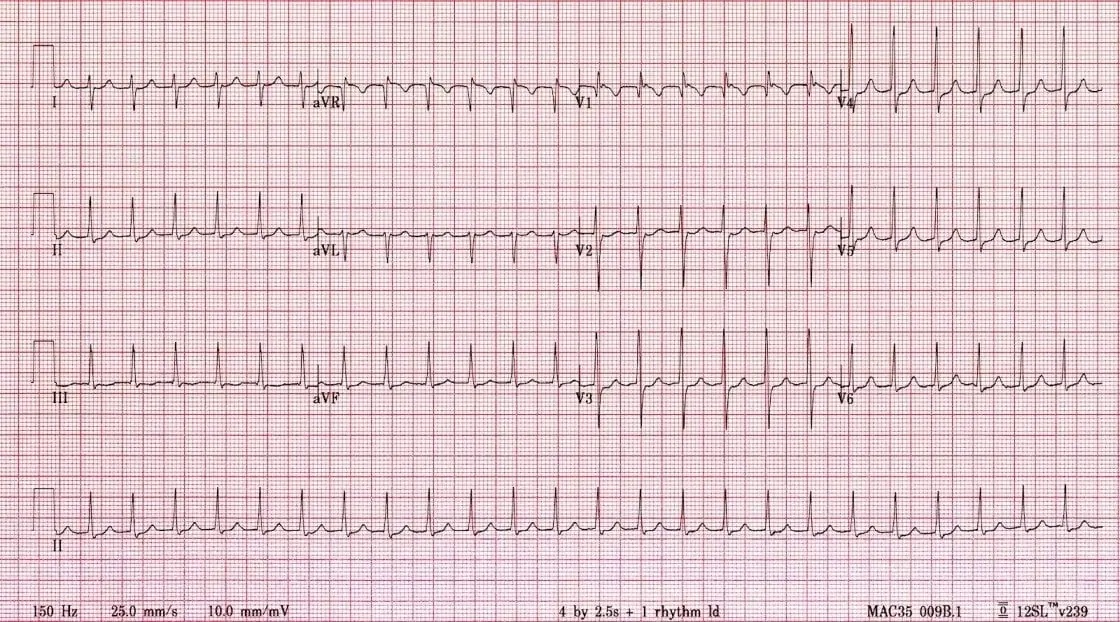 I aVR V1 V4
II aVL V2 V5
III aVF V3 V6
II
150 Hz 25.0 mm/s 10.0 mm/mV 4 by 2.5s + 1 rhythm ld MAC35 009B.1 12SL™v239